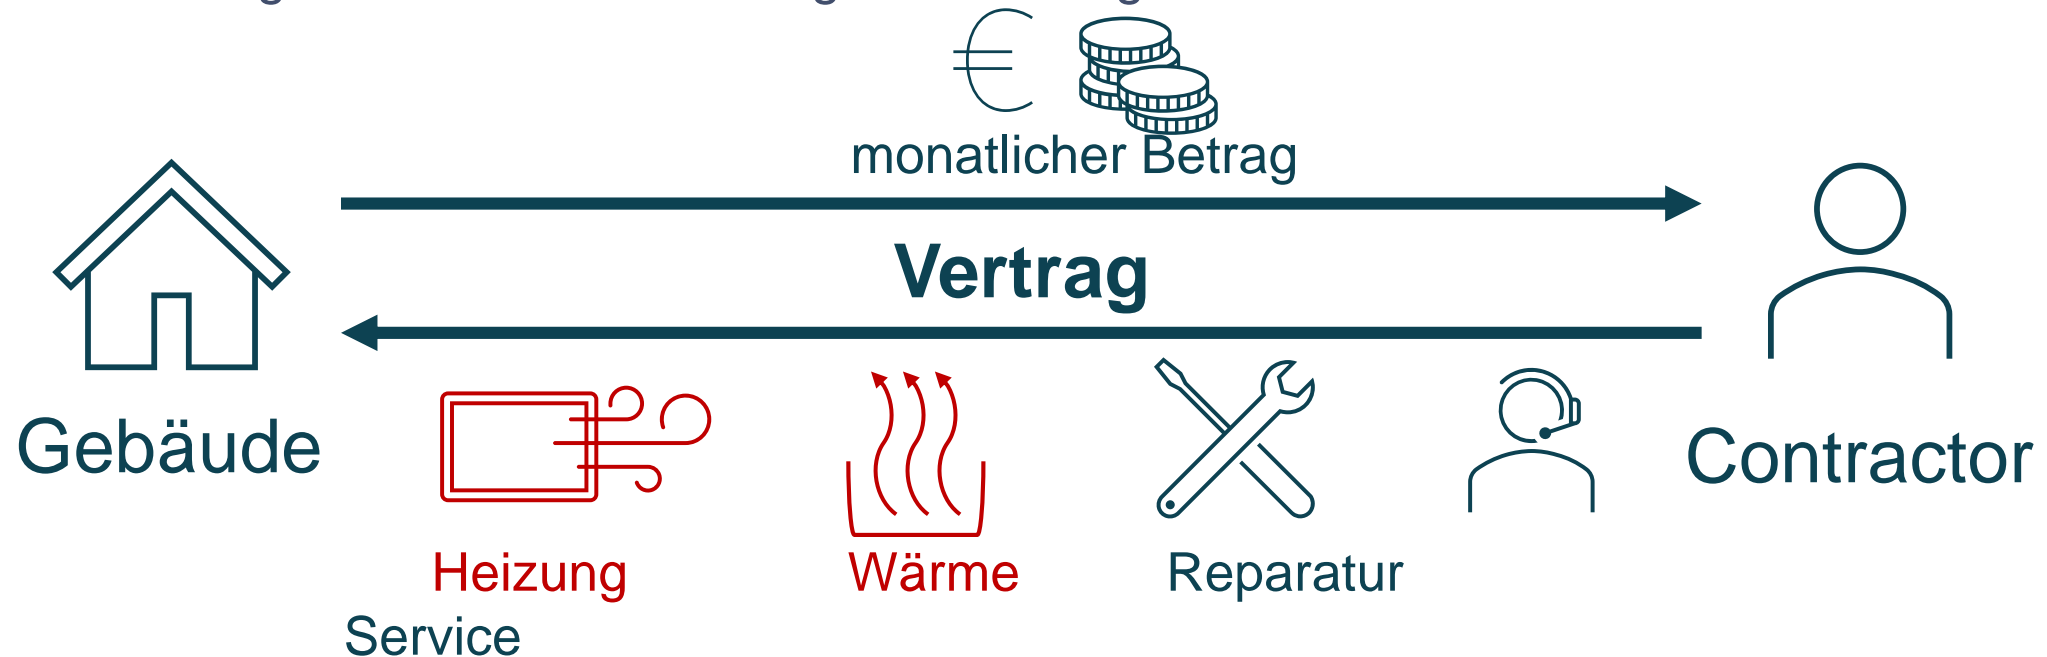 monatlicher Betrag
Vertrag
Gebäude
Contractor
Heizung Wärme Reparatur
Service